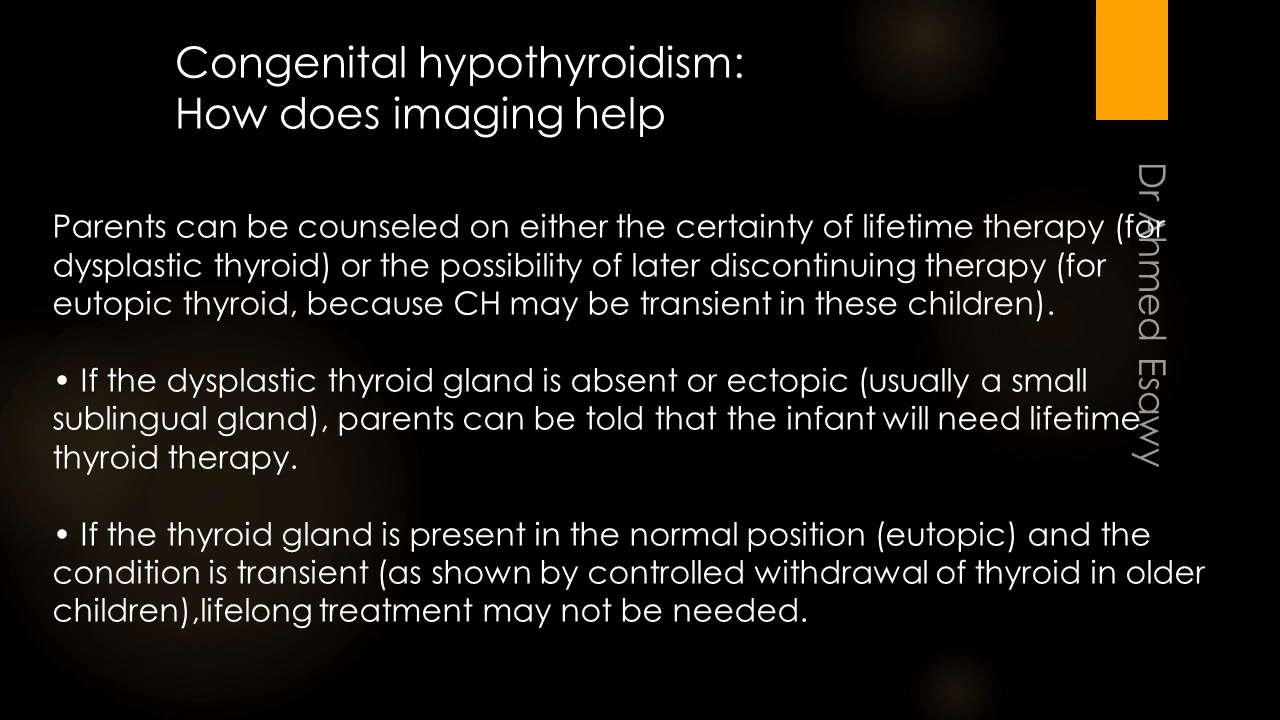 Congenital hypothyroidism:
How does imaging help
Parents can be counseled on either the certainty of lifetime therapy (for
dysplastic thyroid) or the possibility of later discontinuing therapy (for
eutopic thyroid, because CH may be transient in these children).
• If the dysplastic thyroid gland is absent or ectopic (usually a small
sublingual gland), parents can be told that the infant will need lifetime
thyroid therapy.
• If the thyroid gland is present in the normal position (eutopic) and the
condition is transient (as shown by controlled withdrawal of thyroid in older
children),lifelong treatment may not be needed.
Dr Ahmed Esawy